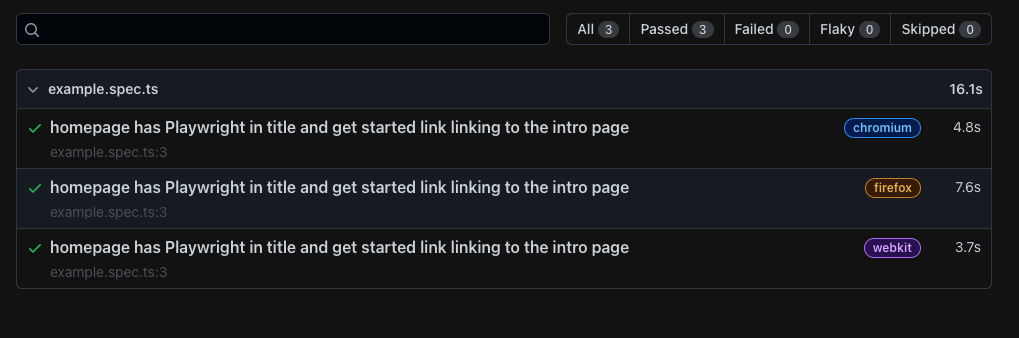 All 3 Passed 3 Failed 0 Flaky 0 Skipped 0
example.spec.ts 16.1s
homepage has Playwright in title and get started link linking to the intro page chromium 4.8s
example.spec.ts:3
homepage has Playwright in title and get started link linking to the intro page firefox 7.6s
example.spec.ts:3
homepage has Playwright in title and get started link linking to the intro page webkit 3.7s
example.spec.ts:3